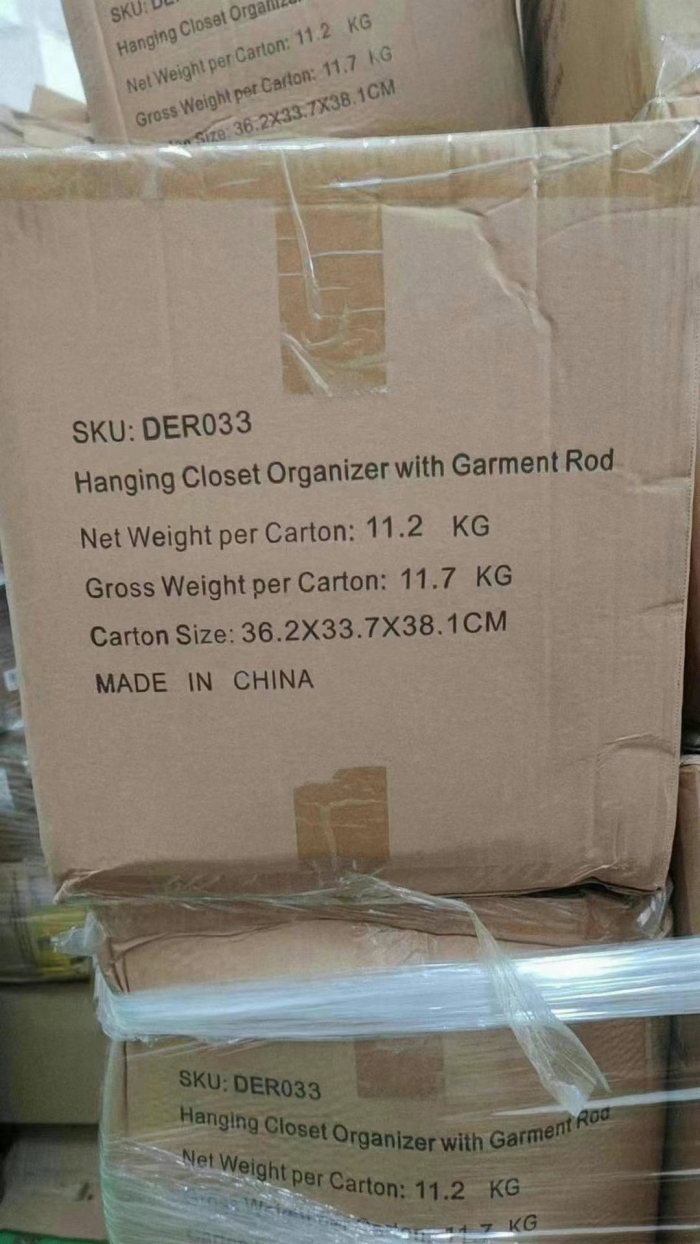 SKU:
Hanging Closet
Net Weight per Carton: 11.2 KG
Gross Weight per Carton: 11.7 KG
Size: 36.2X33.7X38.1CM
SKU: DER033
Hanging Closet Organizer with Garment Rod
Net Weight per Carton: 11.2 KG
Gross Weight per Carton: 11.7 KG
Carton Size: 36.2X33.7X38.1CM
MADE IN CHINA
SKU: DER033
Hanging Closet Organizer with Garment Rod
Net Weight per Carton: 11.2 KG
11.7 KG